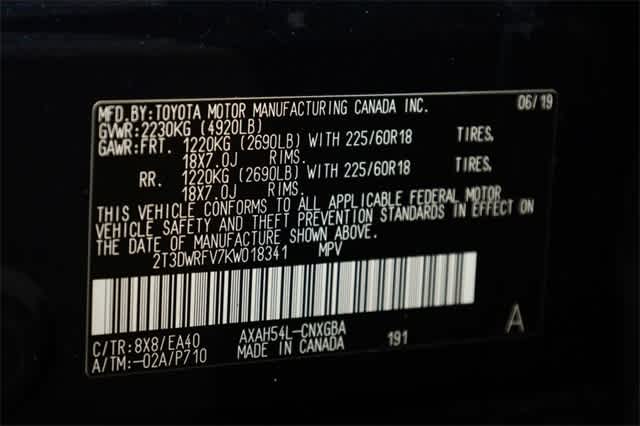 MFD.BY:TOYOTA MOTOR MANUFACTURING CANADA INC. 06/19
GVWR:2230KG (4920LB)
GAWR:FRT. 1220KG (2690LB) WITH 225/60R18 TIRES,
18X7.0J RIMS.
RR. 1220KG (2690LB) WITH 225/60R18 TIRES,
18X7.0J RIMS.
THIS VEHICLE CONFORMS TO ALL APPLICABLE FEDERAL MOTOR
VEHICLE SAFETY AND THEFT PREVENTION STANDARDS IN EFFECT ON
THE DATE OF MANUFACTURE SHOWN ABOVE.
2T3DWRFV7KW018341 MPV
C/TR:8X8/EA40 AXAH54L-CNXGBA 191 A
A/TM:-02A/P710 MADE IN CANADA